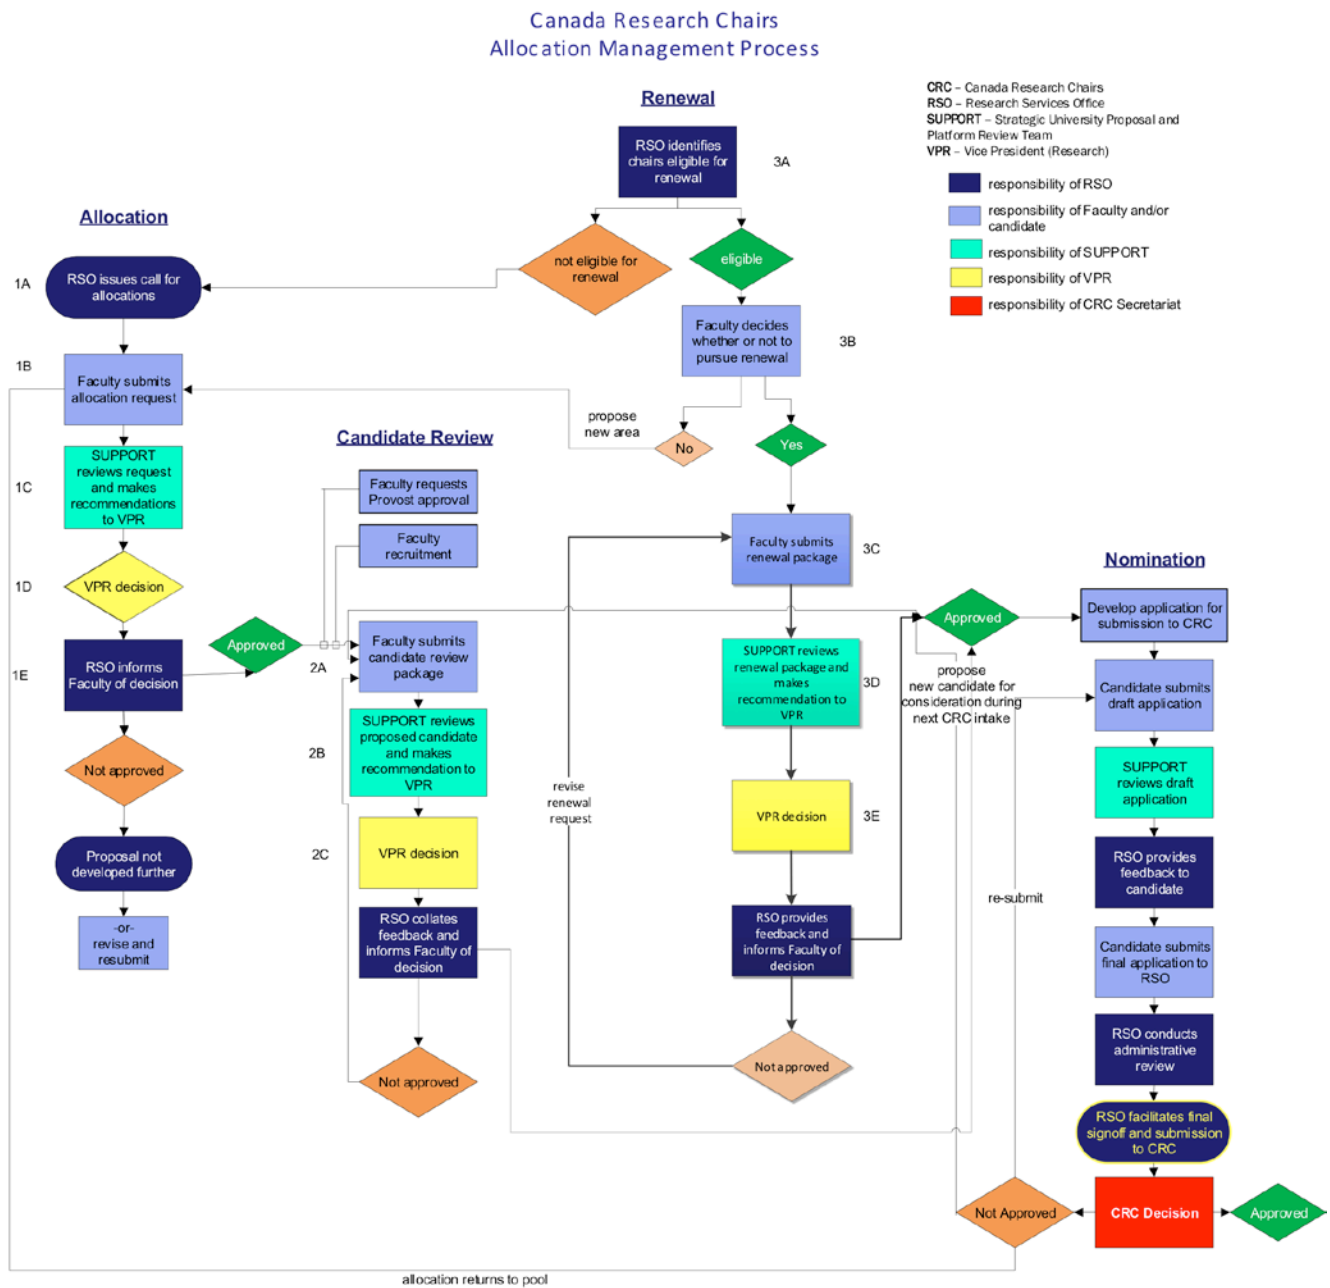 Canada Research Chairs
Allocation Management Process
CRC – Canada Research Chairs
RSO – Research Services Office
SUPPORT – Strategic University Proposal and
Platform Review Team
VPR – Vice President (Research)
responsibility of RSO
responsibility of Faculty and/or
candidate
responsibility of SUPPORT
responsibility of VPR
responsibility of CRC Secretariat
Renewal
RSO identifies
chairs eligible for
renewal
3A
not eligible for
renewal
eligible
Faculty decides
whether or not to
pursue renewal
3B
propose
new area
No
Yes
Faculty submits
renewal package
3C
SUPPORT reviews
renewal package and
makes
recommendation to
VPR
3D
VPR decision
3E
revise
renewal
request
RSO provides
feedback and
informs Faculty of
decision
Not approved
Allocation
1A
RSO issues call for
allocations
1B
Faculty submits
allocation request
1C
SUPPORT
reviews request
and makes
recommendations
to VPR
1D
VPR decision
1E
RSO informs
Faculty of decision
Approved
Not approved
Proposal not
developed further
-or-
revise and
resubmit
Candidate Review
Faculty requests
Provost approval
Faculty
recruitment
2A
Faculty submits
candidate review
package
2B
SUPPORT reviews
proposed candidate
and makes
recommendation to
VPR
2C
VPR decision
RSO collates
feedback and
informs Faculty of
decision
Not approved
Approved
propose
new candidate for
consideration during
next CRC intake
Nomination
Develop application for
submission to CRC
Candidate submits
draft application
SUPPORT
reviews draft
application
RSO provides
feedback to
candidate
re-submit
Candidate submits
final application to
RSO
RSO conducts
administrative
review
RSO facilitates final
signoff and submission
to CRC
Not Approved
CRC Decision
Approved
allocation returns to pool